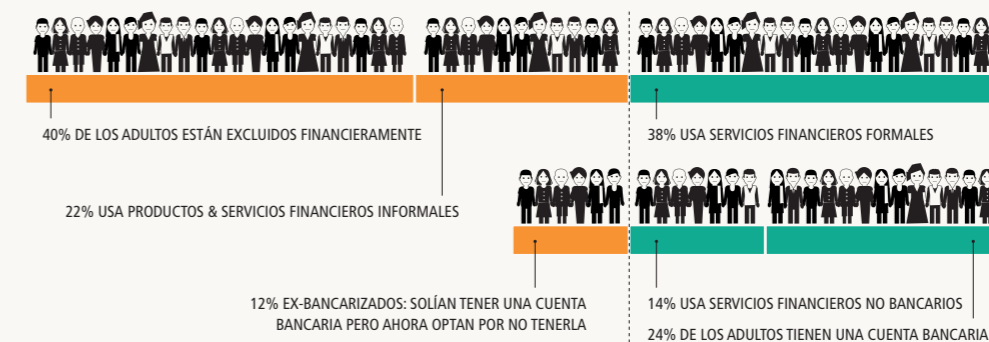 40% DE LOS ADULTOS ESTÁN EXCLUIDOS FINANCIERAMENTE
38% USA SERVICIOS FINANCIEROS FORMALES
22% USA PRODUCTOS & SERVICIOS FINANCIEROS INFORMALES
12% EX-BANCARIZADOS: SOLÍAN TENER UNA CUENTA
BANCARIA PERO AHORA OPTAN POR NO TENERLA
14% USA SERVICIOS FINANCIEROS NO BANCARIOS
24% DE LOS ADULTOS TIENEN UNA CUENTA BANCARIA